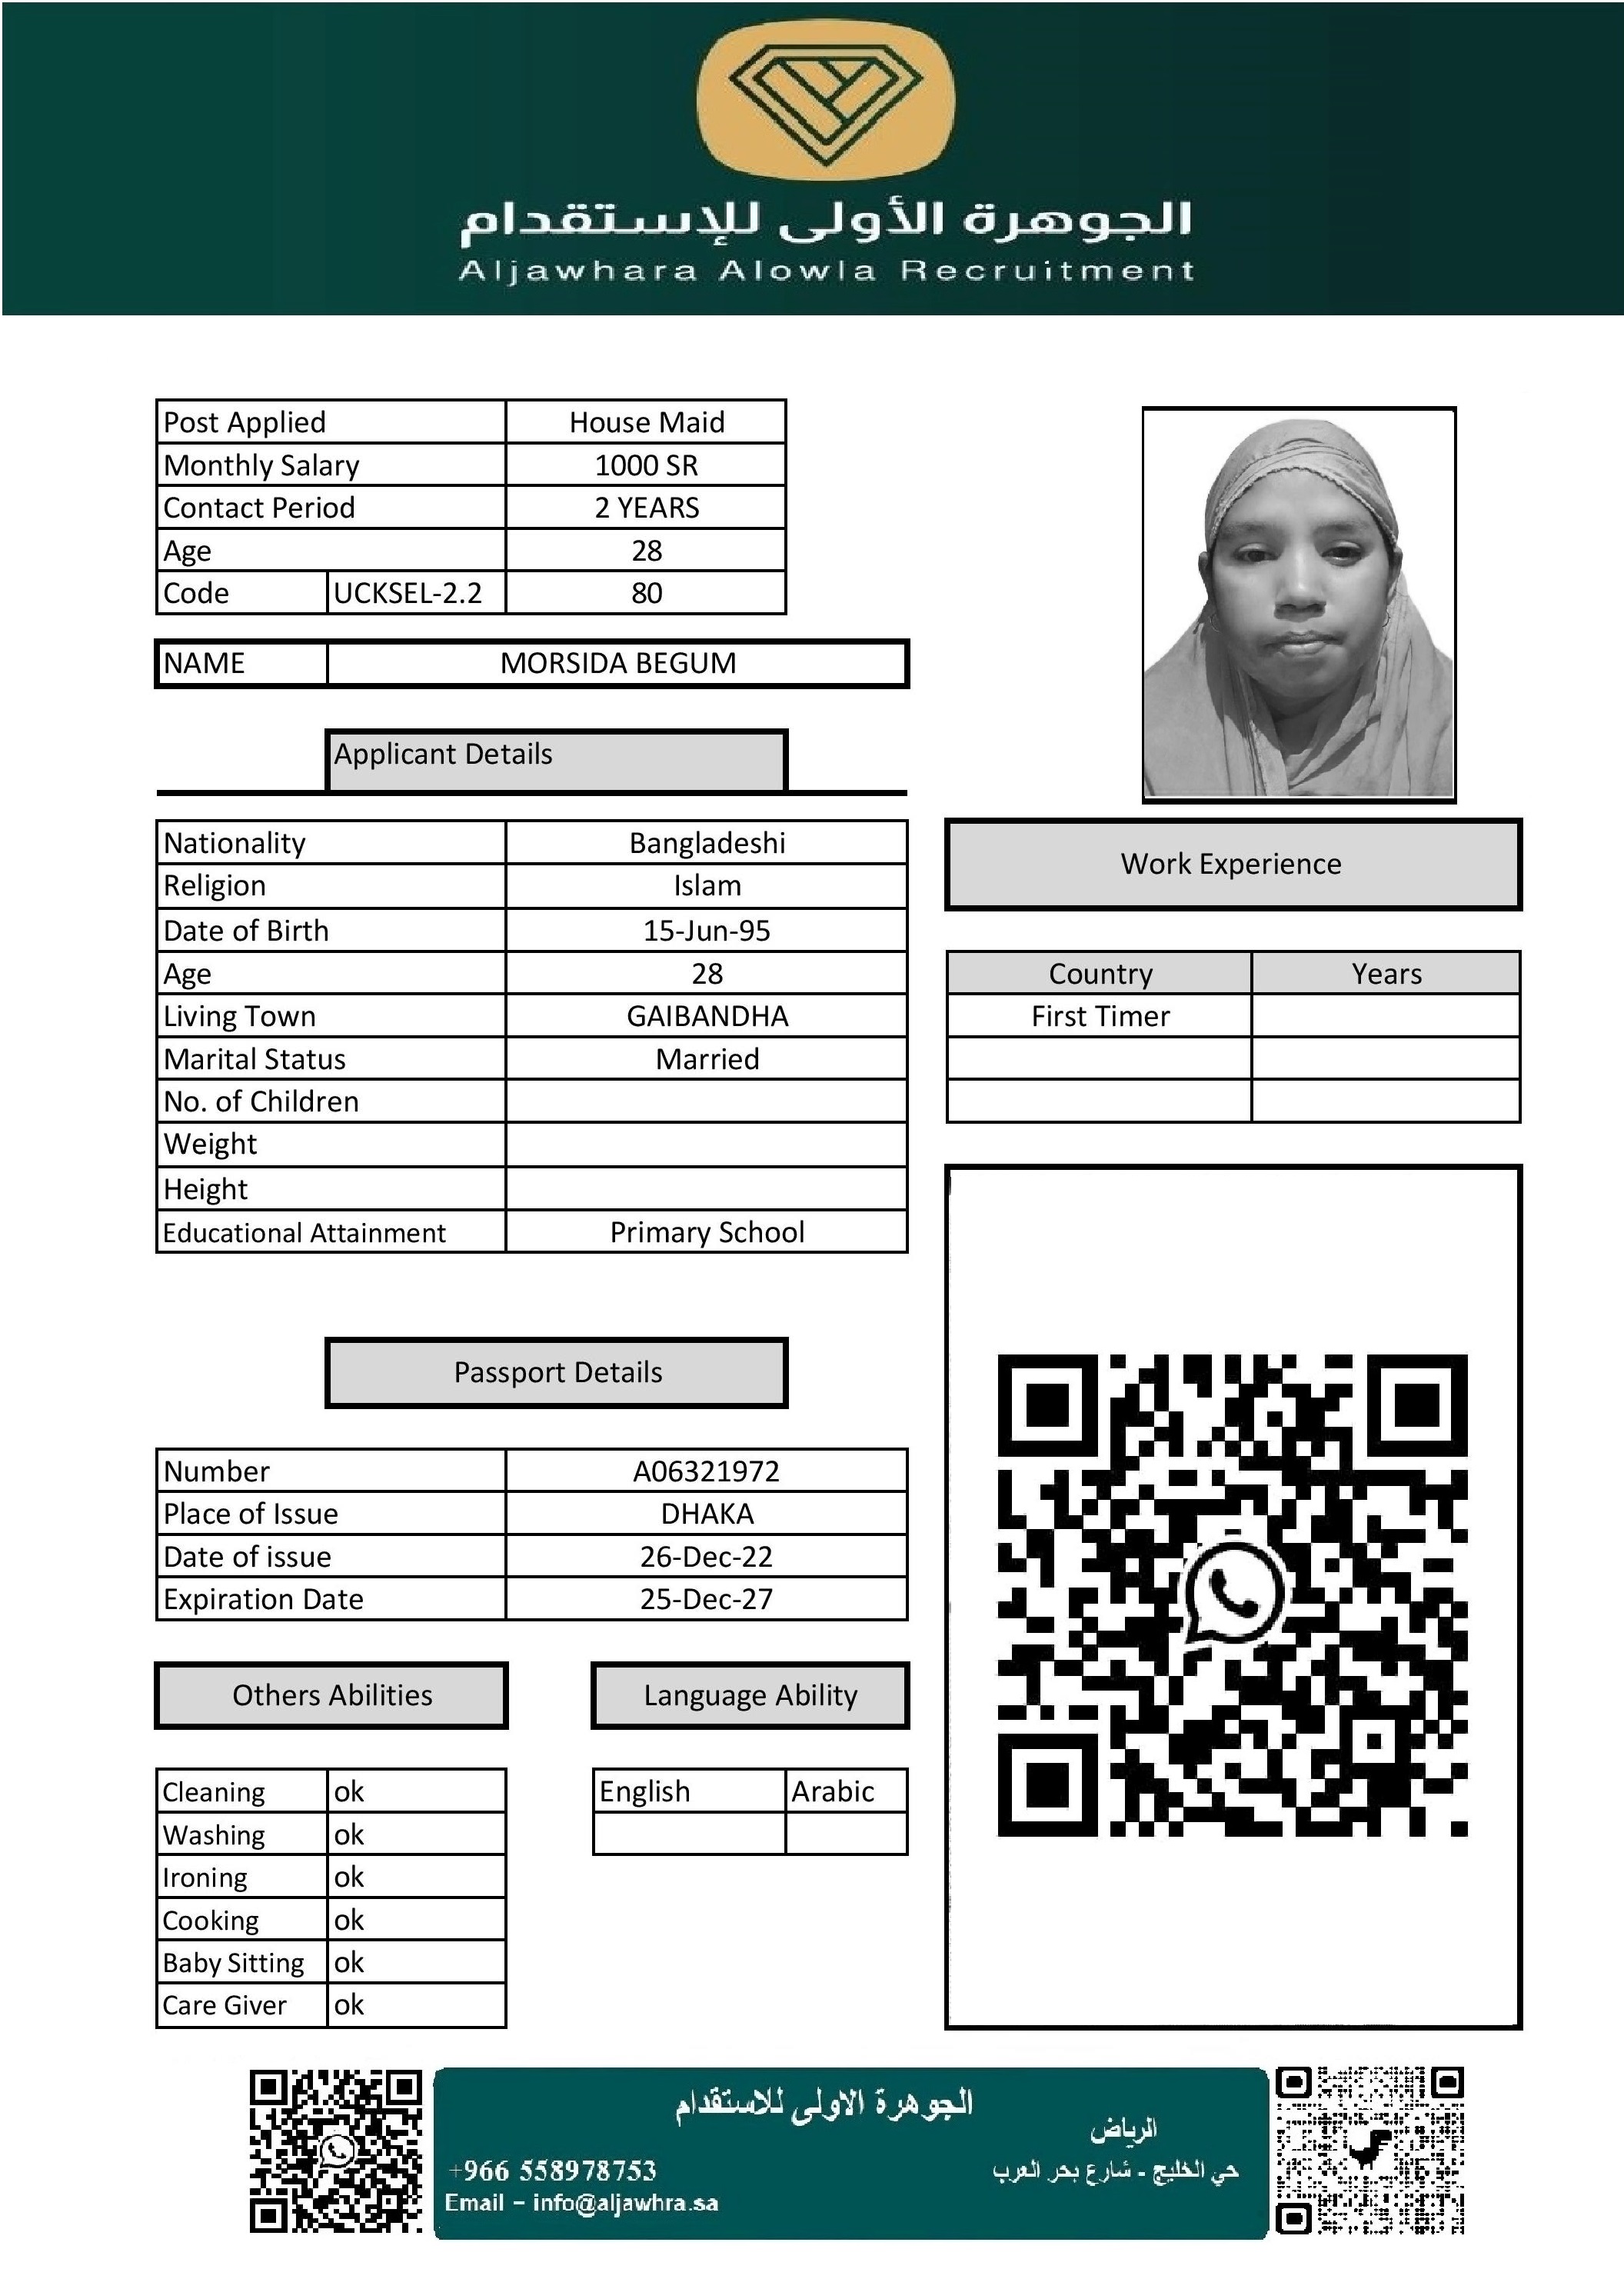 الجوهرة الأولى للإستقدام
Aljawhara Alowla Recruitment
Post Applied House Maid
Monthly Salary 1000 SR
Contact Period 2 YEARS
Age 28
Code UCKSEL-2.2 80
NAME MORSIDA BEGUM
Applicant Details
Nationality Bangladeshi
Religion Islam
Date of Birth 15-Jun-95
Age 28
Living Town GAIBANDHA
Marital Status Married
No. of Children
Weight
Height
Educational Attainment Primary School
Work Experience
Country Years
First Timer
Passport Details
Number A06321972
Place of Issue DHAKA
Date of issue 26-Dec-22
Expiration Date 25-Dec-27
Others Abilities
Cleaning ok
Washing ok
Ironing ok
Cooking ok
Baby Sitting ok
Care Giver ok
Language Ability
English Arabic
الجوهرة الاولى للاستقدام
الرياض
حي الخليج - شارع بحر العرب
+966 558978753
Email – info@aljawhra.sa